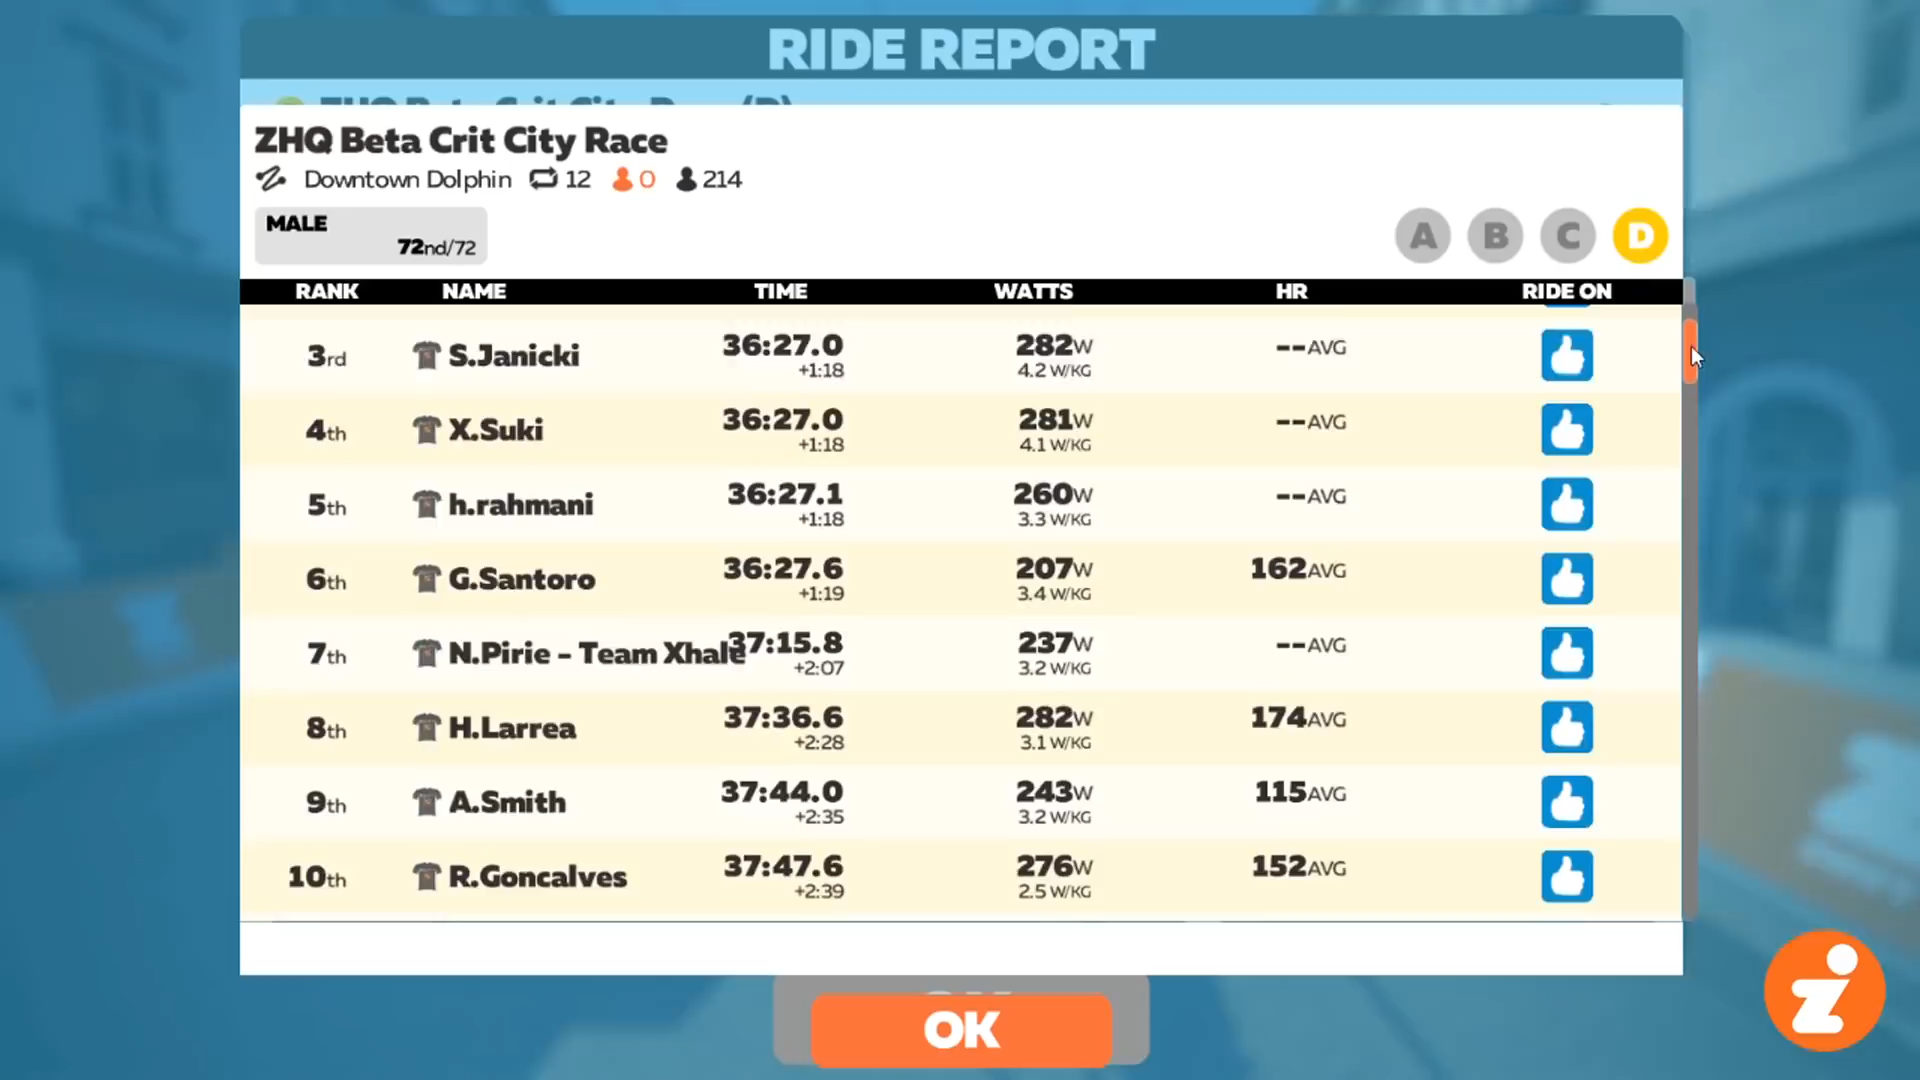 RIDE REPORT
ZHQ Beta Crit City Race
Downtown Dolphin 12 0 214
MALE
72nd/72
A B C D
RANK NAME TIME WATTS HR RIDE ON
3rd S.Janicki 36:27.0 282W --AVG
+1:18 4.2 W/KG
4th X.Suki 36:27.0 281W --AVG
+1:18 4.1 W/KG
5th h.rahmani 36:27.1 260W --AVG
+1:18 3.3 W/KG
6th G.Santoro 36:27.6 207W 162AVG
+1:19 3.4 W/KG
7th N.Pirie - Team Xhale 37:15.8 237W --AVG
+2:07 3.2 W/KG
8th H.Larrea 37:36.6 282W 174AVG
+2:28 3.1 W/KG
9th A.Smith 37:44.0 243W 115AVG
+2:35 3.2 W/KG
10th R.Goncalves 37:47.6 276W 152AVG
+2:39 2.5 W/KG
OK